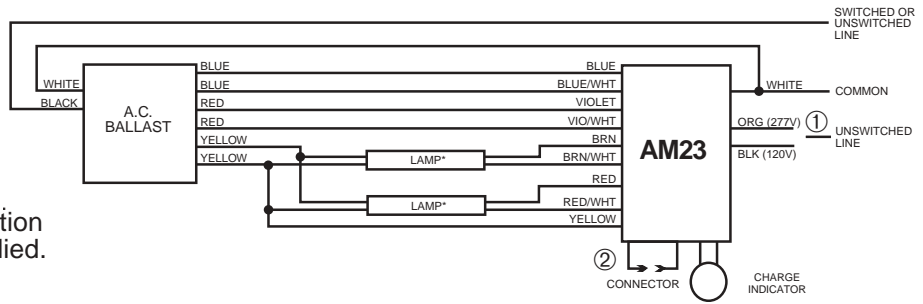 SWITCHED OR
UNSWITCHED
LINE
WHITE
BLACK
A.C.
BALLAST
BLUE
BLUE
RED
RED
YELLOW
YELLOW
LAMP*
LAMP*
BLUE
BLUE/WHT
VIOLET
VIO/WHT
BRN
BRN/WHT
RED
RED/WHT
YELLOW
AM23
WHITE
COMMON
ORG (277V)
①
UNSWITCHED
LINE
BLK (120V)
②
CONNECTOR
CHARGE
INDICATOR
tion
lied.